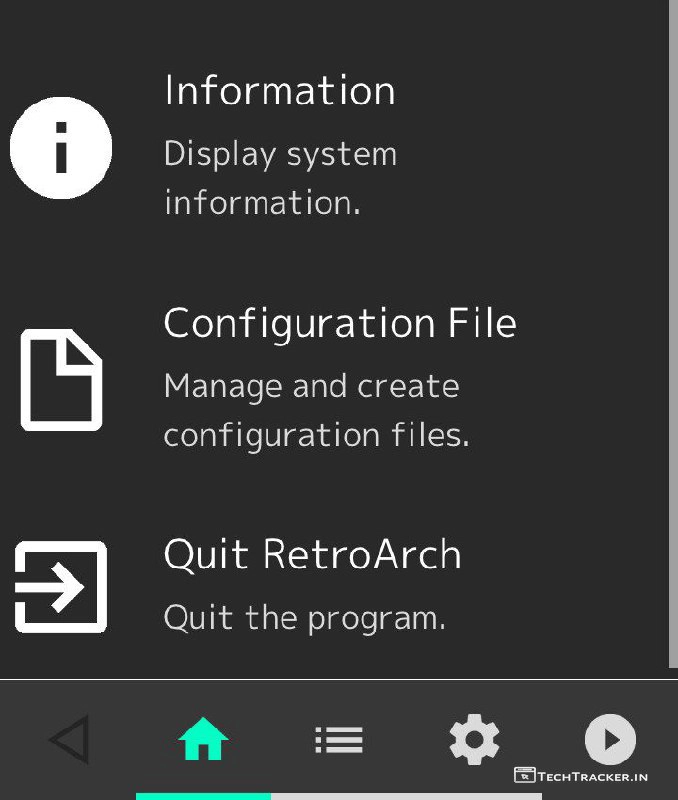 Information
Display system
information.
Configuration File
Manage and create
configuration files.
Quit RetroArch
Quit the program.
TechTracker.in